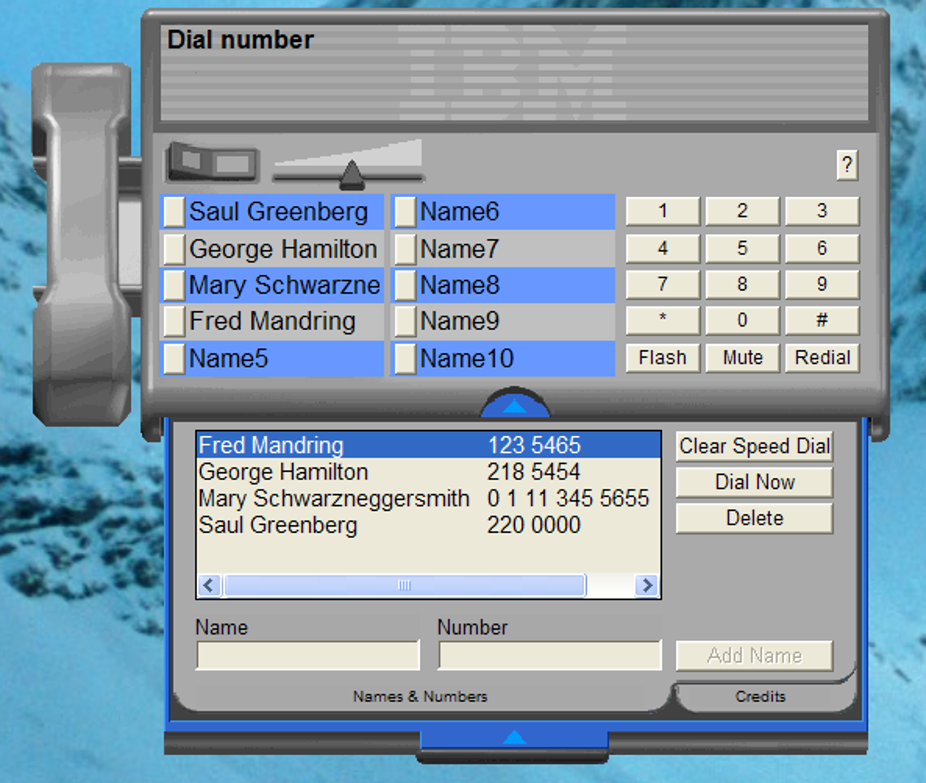 Dial number
IBM
?
Saul Greenberg Name6 1 2 3
George Hamilton Name7 4 5 6
Mary Schwarzne Name8 7 8 9
Fred Mandring Name9 * 0 #
Name5 Name10 Flash Mute Redial
Fred Mandring 123 5465 Clear Speed Dial
George Hamilton 218 5454 Dial Now
Mary Schwarzneggersmith 0 1 11 345 5655 Delete
Saul Greenberg 220 0000
Name Number
Add Name
Names & Numbers Credits